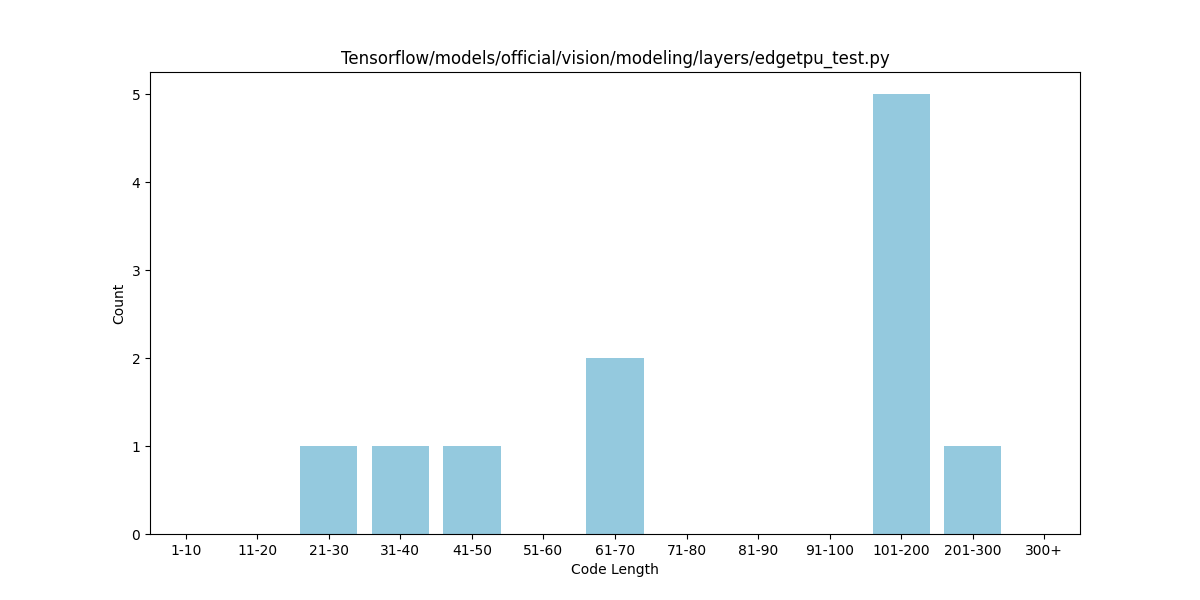 Tensorflow/models/official/vision/modeling/layers/edgetpu_test.py
5
4
3
2
1
0
Count
1-10 11-20 21-30 31-40 41-50 51-60 61-70 71-80 81-90 91-100 101-200 201-300 300+
Code Length